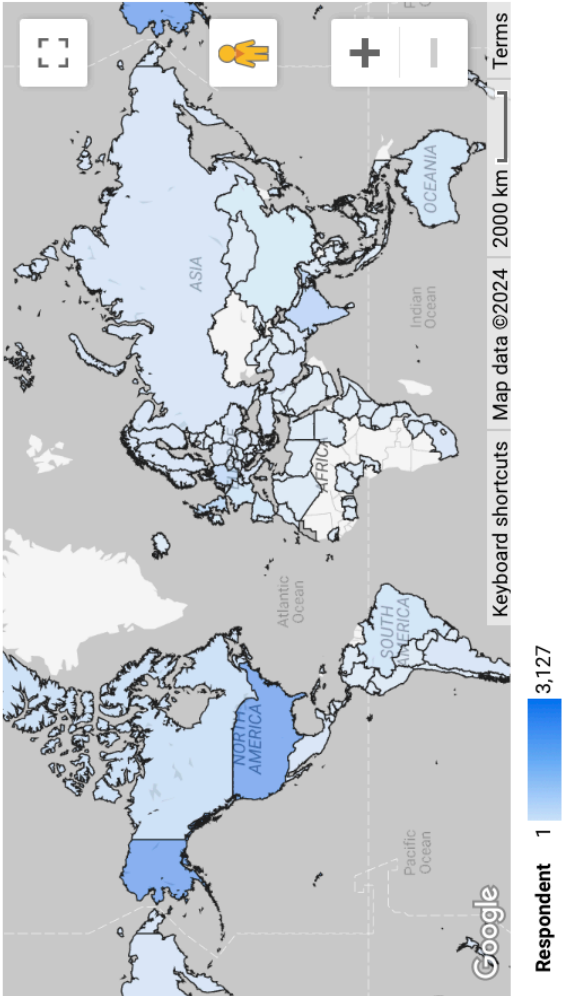 ASIA
EUROPE
AFRICA
OCEANIA
Indian
Ocean
Atlantic
Ocean
NORTH
AMERICA
SOUTH
AMERICA
Pacific
Ocean
Google
Keyboard shortcuts
Map data ©2024
2000 km
Terms
Respondent
1
3,127